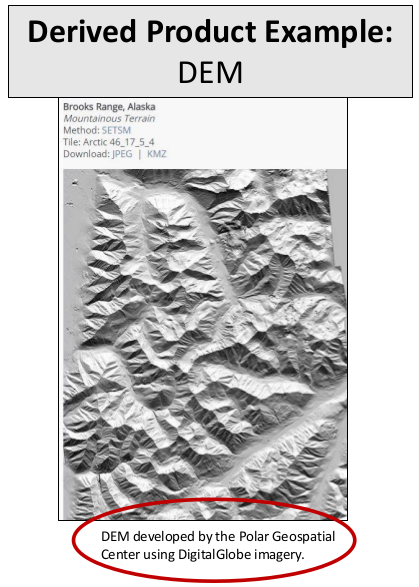 Derived Product Example:
DEM
Brooks Range, Alaska
Mountainous Terrain
Method: SETSM
Tile: Arctic 46_17_5_4
Download: JPEG | KMZ
DEM developed by the Polar Geospatial
Center using DigitalGlobe imagery.